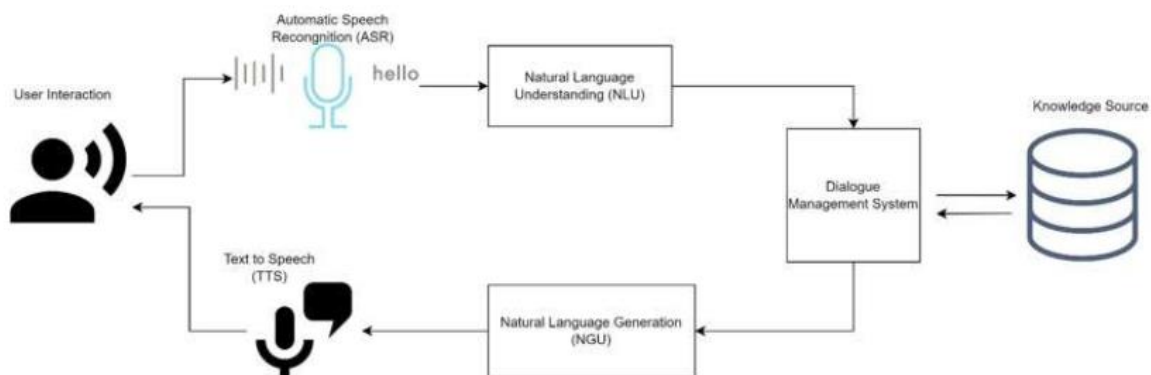 Automatic Speech
Recongnition (ASR)
hello
User Interaction
Natural Language
Understanding (NLU)
Knowledge Source
Dialogue
Management System
Text to Speech
(TTS)
Natural Language Generation
(NGU)